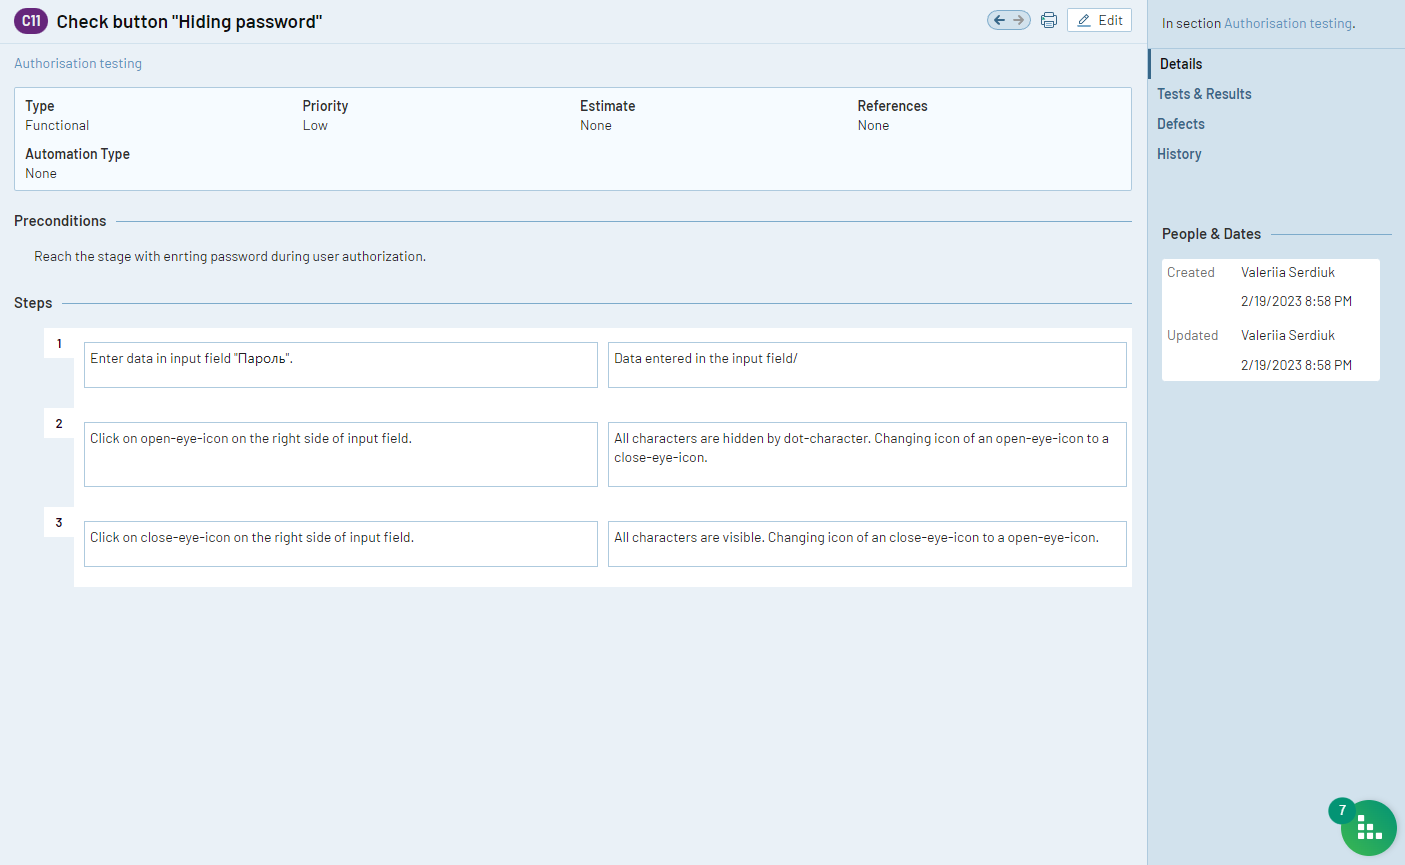 C11 Check button "Hiding password"
Edit
Authorisation testing
Type
Functional
Priority
Low
Estimate
None
References
None
Automation Type
None
Preconditions
Reach the stage with enrting password during user authorization.
Steps
1
Enter data in input field "Пароль".
Data entered in the input field/
2
Click on open-eye-icon on the right side of input field.
All characters are hidden by dot-character. Changing icon of an open-eye-icon to a
close-eye-icon.
3
Click on close-eye-icon on the right side of input field.
All characters are visible. Changing icon of an close-eye-icon to a open-eye-icon.
In section Authorisation testing.
Details
Tests & Results
Defects
History
People & Dates
Created Valeriia Serdiuk
2/19/2023 8:58 PM
Updated Valeriia Serdiuk
2/19/2023 8:58 PM
7